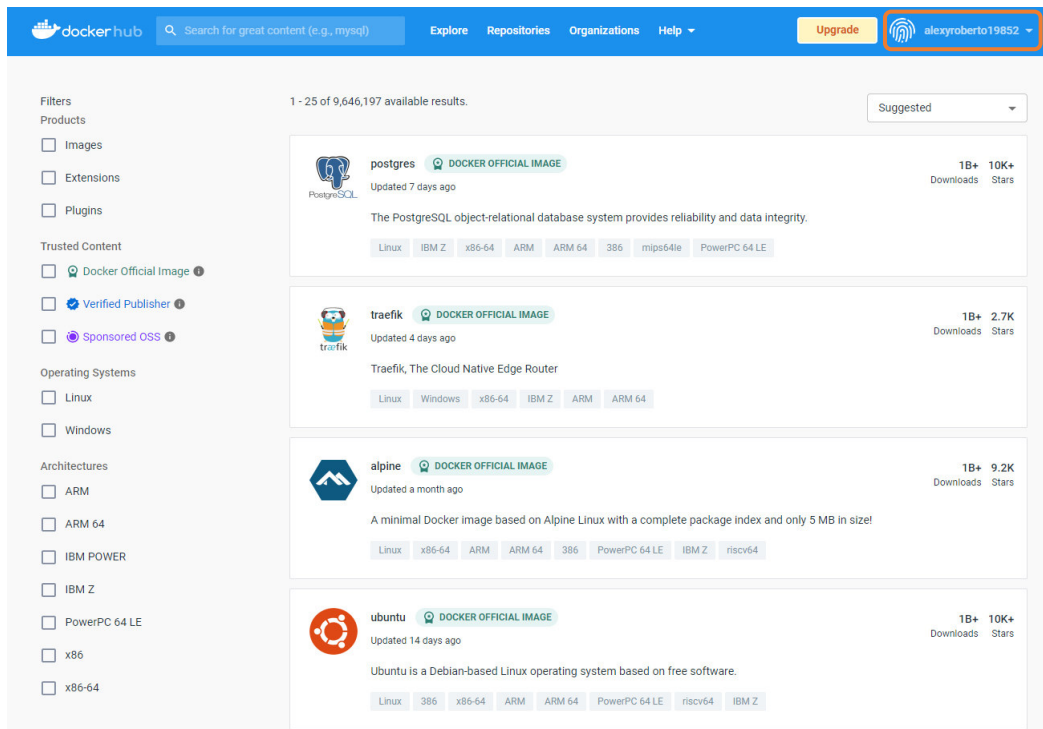 dockerhub Search for great content (e.g., mysql) Explore Repositories Organizations Help Upgrade alexyroberto19852
Filters
Products
Images
Extensions
Plugins
Trusted Content
Docker Official Image
Verified Publisher
Sponsored OSS
Operating Systems
Linux
Windows
Architectures
ARM
ARM 64
IBM POWER
IBM Z
PowerPC 64 LE
x86
x86-64
1 - 25 of 9,646,197 available results.
Suggested
PostgreSQL
postgres DOCKER OFFICIAL IMAGE
Updated 7 days ago
1B+ 10K+
Downloads Stars
The PostgreSQL object-relational database system provides reliability and data integrity.
Linux IBM Z x86-64 ARM ARM 64 386 mips64le PowerPC 64 LE
træfik
traefik DOCKER OFFICIAL IMAGE
Updated 4 days ago
1B+ 2.7K
Downloads Stars
Traefik, The Cloud Native Edge Router
Linux Windows x86-64 IBM Z ARM ARM 64
alpine DOCKER OFFICIAL IMAGE
Updated a month ago
1B+ 9.2K
Downloads Stars
A minimal Docker image based on Alpine Linux with a complete package index and only 5 MB in size!
Linux x86-64 ARM ARM 64 386 PowerPC 64 LE IBM Z riscv64
ubuntu DOCKER OFFICIAL IMAGE
Updated 14 days ago
1B+ 10K+
Downloads Stars
Ubuntu is a Debian-based Linux operating system based on free software.
Linux 386 x86-64 ARM ARM 64 PowerPC 64 LE riscv64 IBM Z